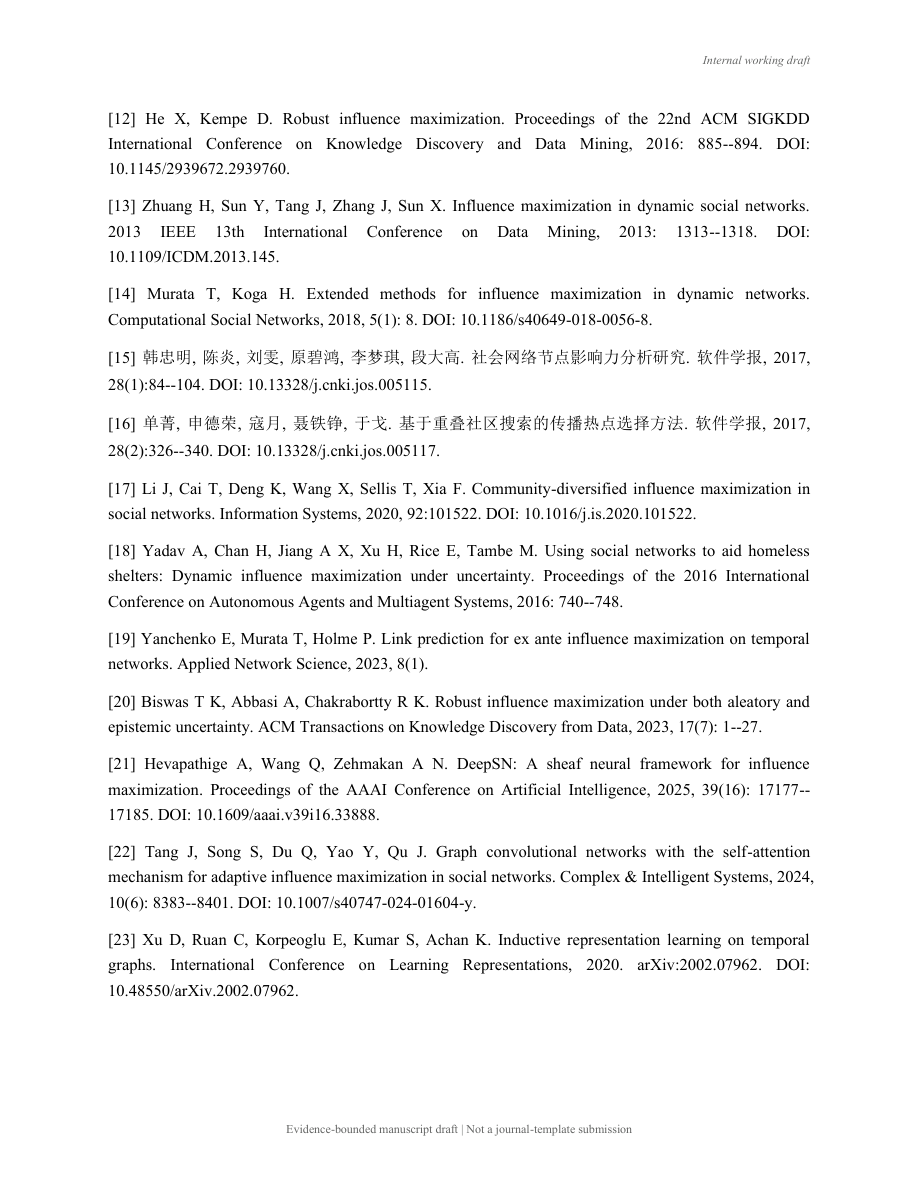 Internal working draft
[12] He X, Kempe D. Robust influence maximization. Proceedings of the 22nd ACM SIGKDD
International Conference on Knowledge Discovery and Data Mining, 2016: 885--894. DOI:
10.1145/2939672.2939760.
[13] Zhuang H, Sun Y, Tang J, Zhang J, Sun X. Influence maximization in dynamic social networks.
2013 IEEE 13th International Conference on Data Mining, 2013: 1313--1318. DOI:
10.1109/ICDM.2013.145.
[14] Murata T, Koga H. Extended methods for influence maximization in dynamic networks.
Computational Social Networks, 2018, 5(1): 8. DOI: 10.1186/s40649-018-0056-8.
[15] 韩忠明, 陈炎, 刘雯, 原碧鸿, 李梦琪, 段大高. 社会网络节点影响力分析研究. 软件学报, 2017,
28(1):84--104. DOI: 10.13328/j.cnki.jos.005115.
[16] 单菁, 申德荣, 寇月, 聂铁铮, 于戈. 基于重叠社区搜索的传播热点选择方法. 软件学报, 2017,
28(2):326--340. DOI: 10.13328/j.cnki.jos.005117.
[17] Li J, Cai T, Deng K, Wang X, Sellis T, Xia F. Community-diversified influence maximization in
social networks. Information Systems, 2020, 92:101522. DOI: 10.1016/j.is.2020.101522.
[18] Yadav A, Chan H, Jiang A X, Xu H, Rice E, Tambe M. Using social networks to aid homeless
shelters: Dynamic influence maximization under uncertainty. Proceedings of the 2016 International
Conference on Autonomous Agents and Multiagent Systems, 2016: 740--748.
[19] Yanchenko E, Murata T, Holme P. Link prediction for ex ante influence maximization on temporal
networks. Applied Network Science, 2023, 8(1).
[20] Biswas T K, Abbasi A, Chakrabortty R K. Robust influence maximization under both aleatory and
epistemic uncertainty. ACM Transactions on Knowledge Discovery from Data, 2023, 17(7): 1--27.
[21] Hevapathige A, Wang Q, Zehmakan A N. DeepSN: A sheaf neural framework for influence
maximization. Proceedings of the AAAI Conference on Artificial Intelligence, 2025, 39(16): 17177--
17185. DOI: 10.1609/aaai.v39i16.33888.
[22] Tang J, Song S, Du Q, Yao Y, Qu J. Graph convolutional networks with the self-attention
mechanism for adaptive influence maximization in social networks. Complex & Intelligent Systems, 2024,
10(6): 8383--8401. DOI: 10.1007/s40747-024-01604-y.
[23] Xu D, Ruan C, Korpeoglu E, Kumar S, Achan K. Inductive representation learning on temporal
graphs. International Conference on Learning Representations, 2020. arXiv:2002.07962. DOI:
10.48550/arXiv.2002.07962.
Evidence-bounded manuscript draft | Not a journal-template submission